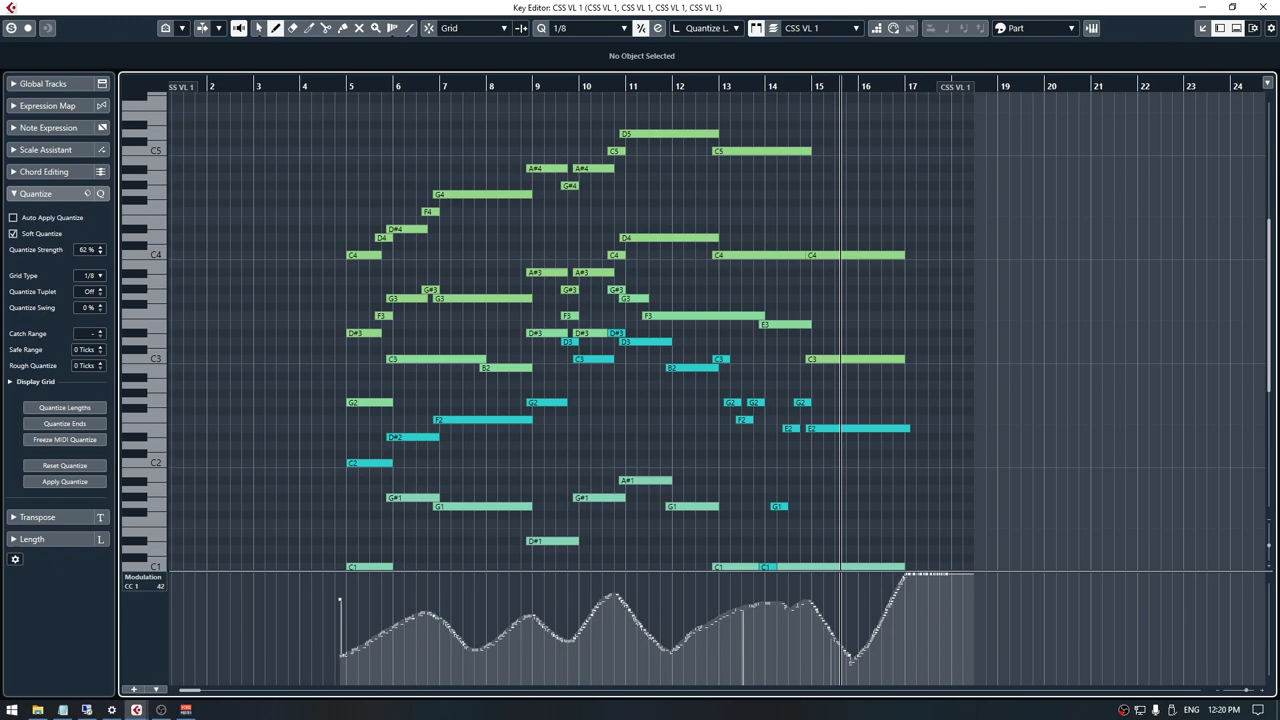 Key Editor: CSS VL 1 (CSS VL 1, CSS VL 1, CSS VL 1)
Grid
Q 1/8
L Quantize L.
CSS VL 1
Part
No Object Selected
Global Tracks
Expression Map
Note Expression
Scale Assistant
Chord Editing
Quantize Q
Auto Apply Quantize
Soft Quantize
Quantize Strength 62 %
Grid Type 1/8
Quantize Tuplet Off
Quantize Swing 0 %
Catch Range -
Safe Range 0 Ticks
Rough Quantize 0 Ticks
Display Grid
Quantize Lengths
Quantize Ends
Freeze MIDI Quantize
Reset Quantize
Apply Quantize
Transpose T
Length L
SS VL 1 2 3 4 5 6 7 8 9 10 11 12 13 14 15 16 17 CSS VL 1 19 20 21 22 23 24
D5
C5 C5 C5
A#4 A#4
G#4
G4
F4
D#4
D4 D4
C4 C4 C4 C4 C4
A#3 A#3
G#3 G#3 G#3
G3 G3 G3
F3 F3 F3
E3
D#3 D#3 D#3 D#3
D3 D3
C3 C3 C3 C3 C3
B2 B2
G2 G2 G2 G2 G2
F2 F2
E2 E2
D#2
C2 C2
A#1
G#1 G#1
G1 G1 G1
D#1
C1 C1 C1 C1
Modulation
CC 1 42
ENG 12:20 PM